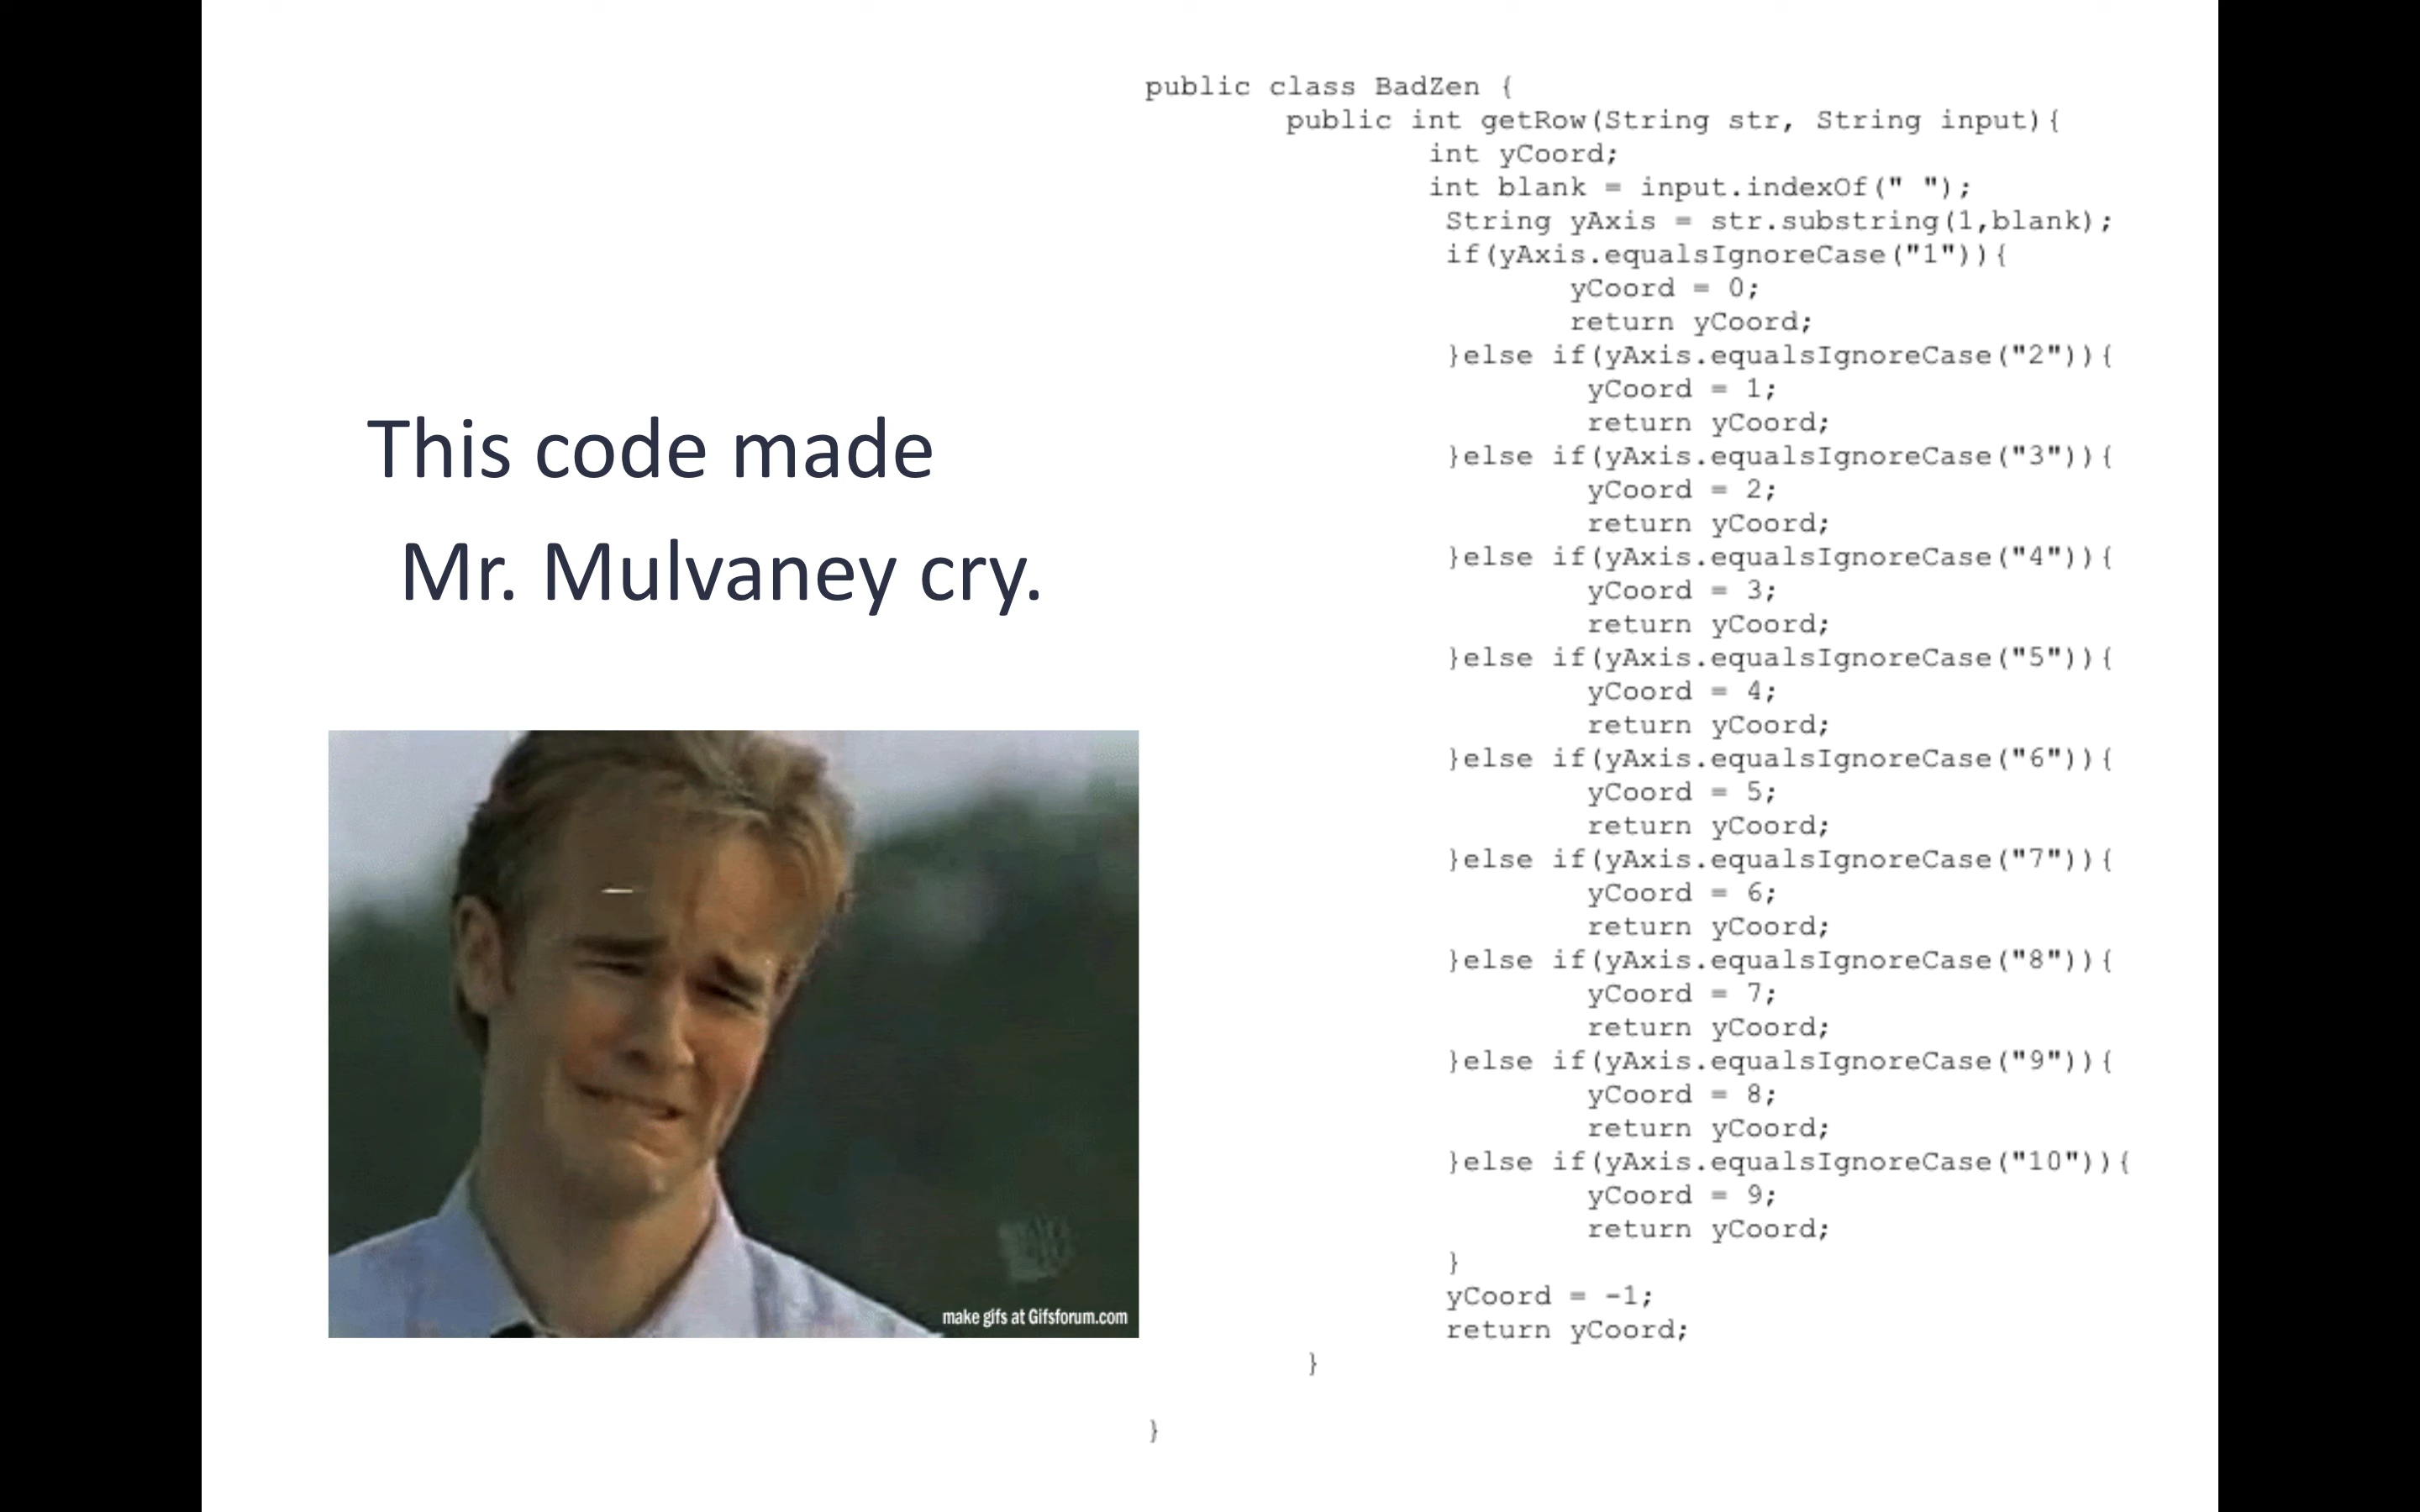 This code made
Mr. Mulvaney cry.
make gifs at Gifsforum.com
public class BadZen {
public int getRow(String str, String input){
int yCoord;
int blank = input.indexOf(" ");
String yAxis = str.substring(1,blank);
if(yAxis.equalsIgnoreCase("1")){
yCoord = 0;
return yCoord;
}else if(yAxis.equalsIgnoreCase("2")){
yCoord = 1;
return yCoord;
}else if(yAxis.equalsIgnoreCase("3")){
yCoord = 2;
return yCoord;
}else if(yAxis.equalsIgnoreCase("4")){
yCoord = 3;
return yCoord;
}else if(yAxis.equalsIgnoreCase("5")){
yCoord = 4;
return yCoord;
}else if(yAxis.equalsIgnoreCase("6")){
yCoord = 5;
return yCoord;
}else if(yAxis.equalsIgnoreCase("7")){
yCoord = 6;
return yCoord;
}else if(yAxis.equalsIgnoreCase("8")){
yCoord = 7;
return yCoord;
}else if(yAxis.equalsIgnoreCase("9")){
yCoord = 8;
return yCoord;
}else if(yAxis.equalsIgnoreCase("10")){
yCoord = 9;
return yCoord;
}
yCoord = -1;
return yCoord;
}
}